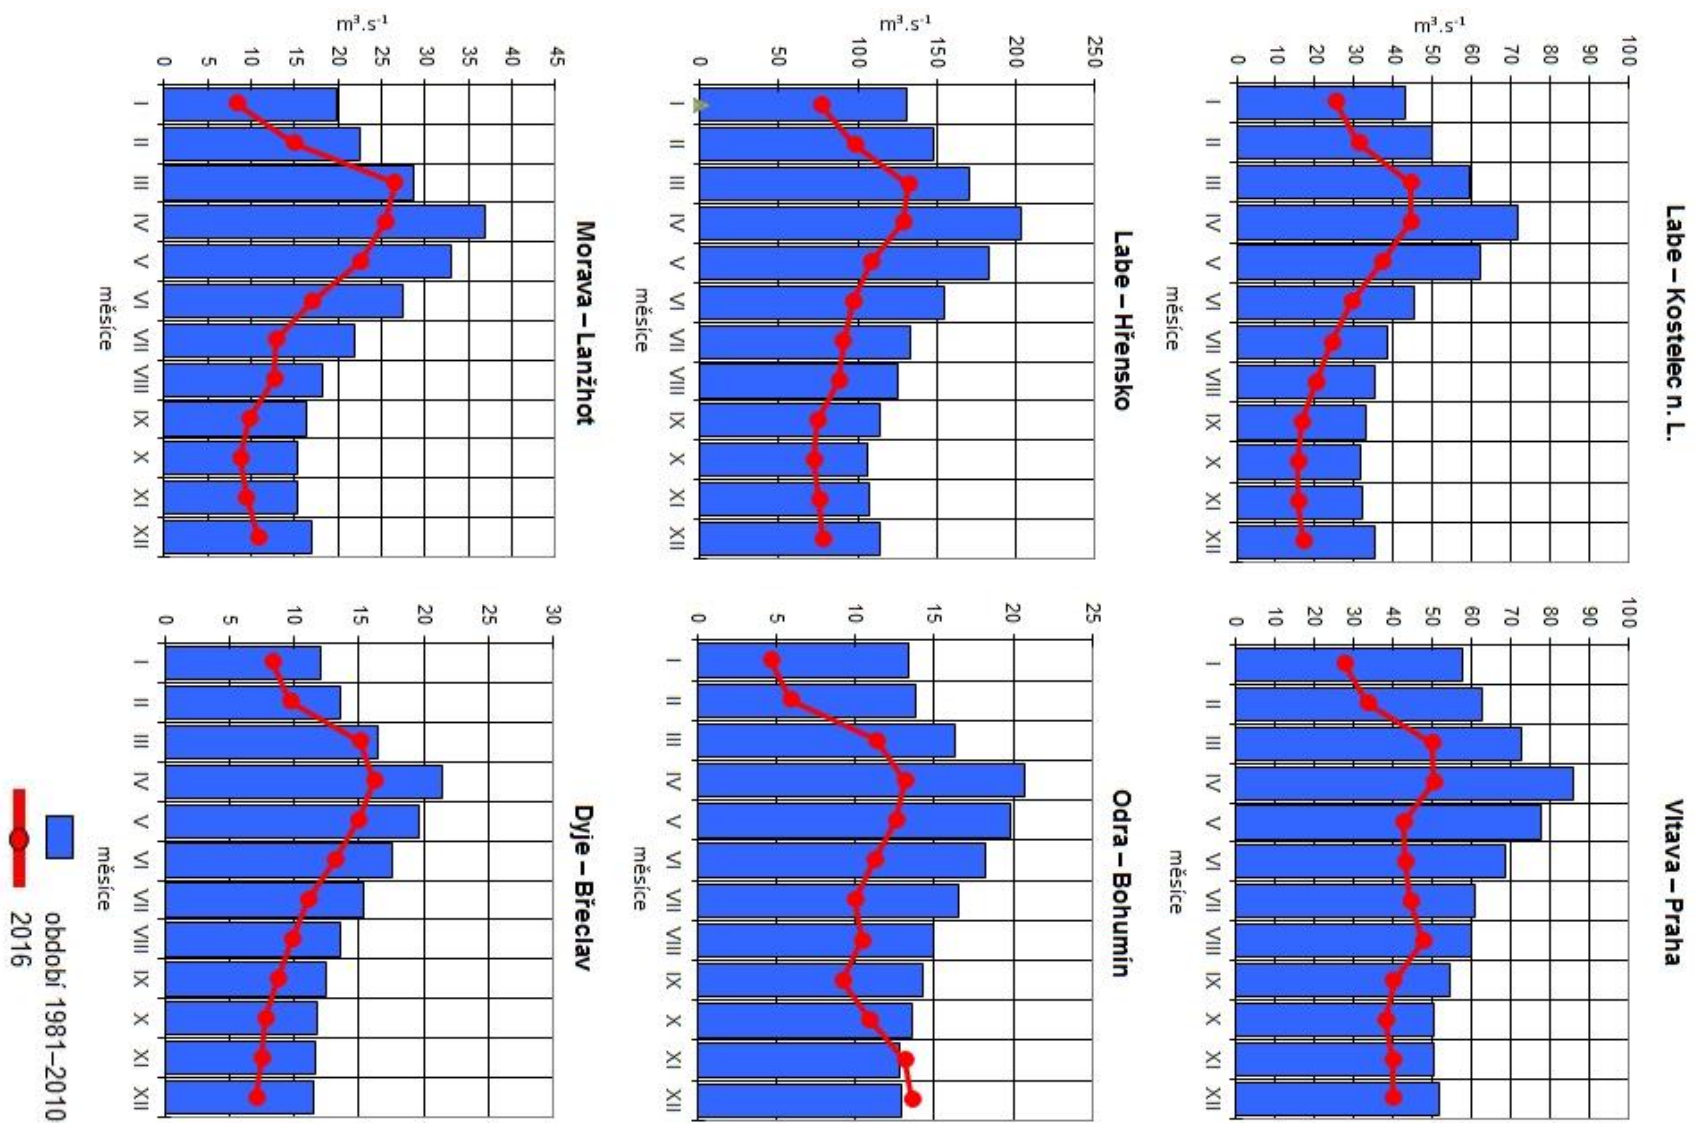 Labe – Kostelec n. L.
m³.s⁻¹
100
90
80
70
60
50
40
30
20
10
0
I II III IV V VI VII VIII IX X XI XII
měsíce
Vltava – Praha
100
90
80
70
60
50
40
30
20
10
0
I II III IV V VI VII VIII IX X XI XII
měsíce
Labe – Hřensko
m³.s⁻¹
250
200
150
100
50
0
I II III IV V VI VII VIII IX X XI XII
měsíce
Odra – Bohumín
25
20
15
10
5
0
I II III IV V VI VII VIII IX X XI XII
měsíce
Morava – Lanžhot
m³.s⁻¹
45
40
35
30
25
20
15
10
5
0
I II III IV V VI VII VIII IX X XI XII
měsíce
Dyje – Břeclav
30
25
20
15
10
5
0
I II III IV V VI VII VIII IX X XI XII
měsíce
období 1981–2010
2016